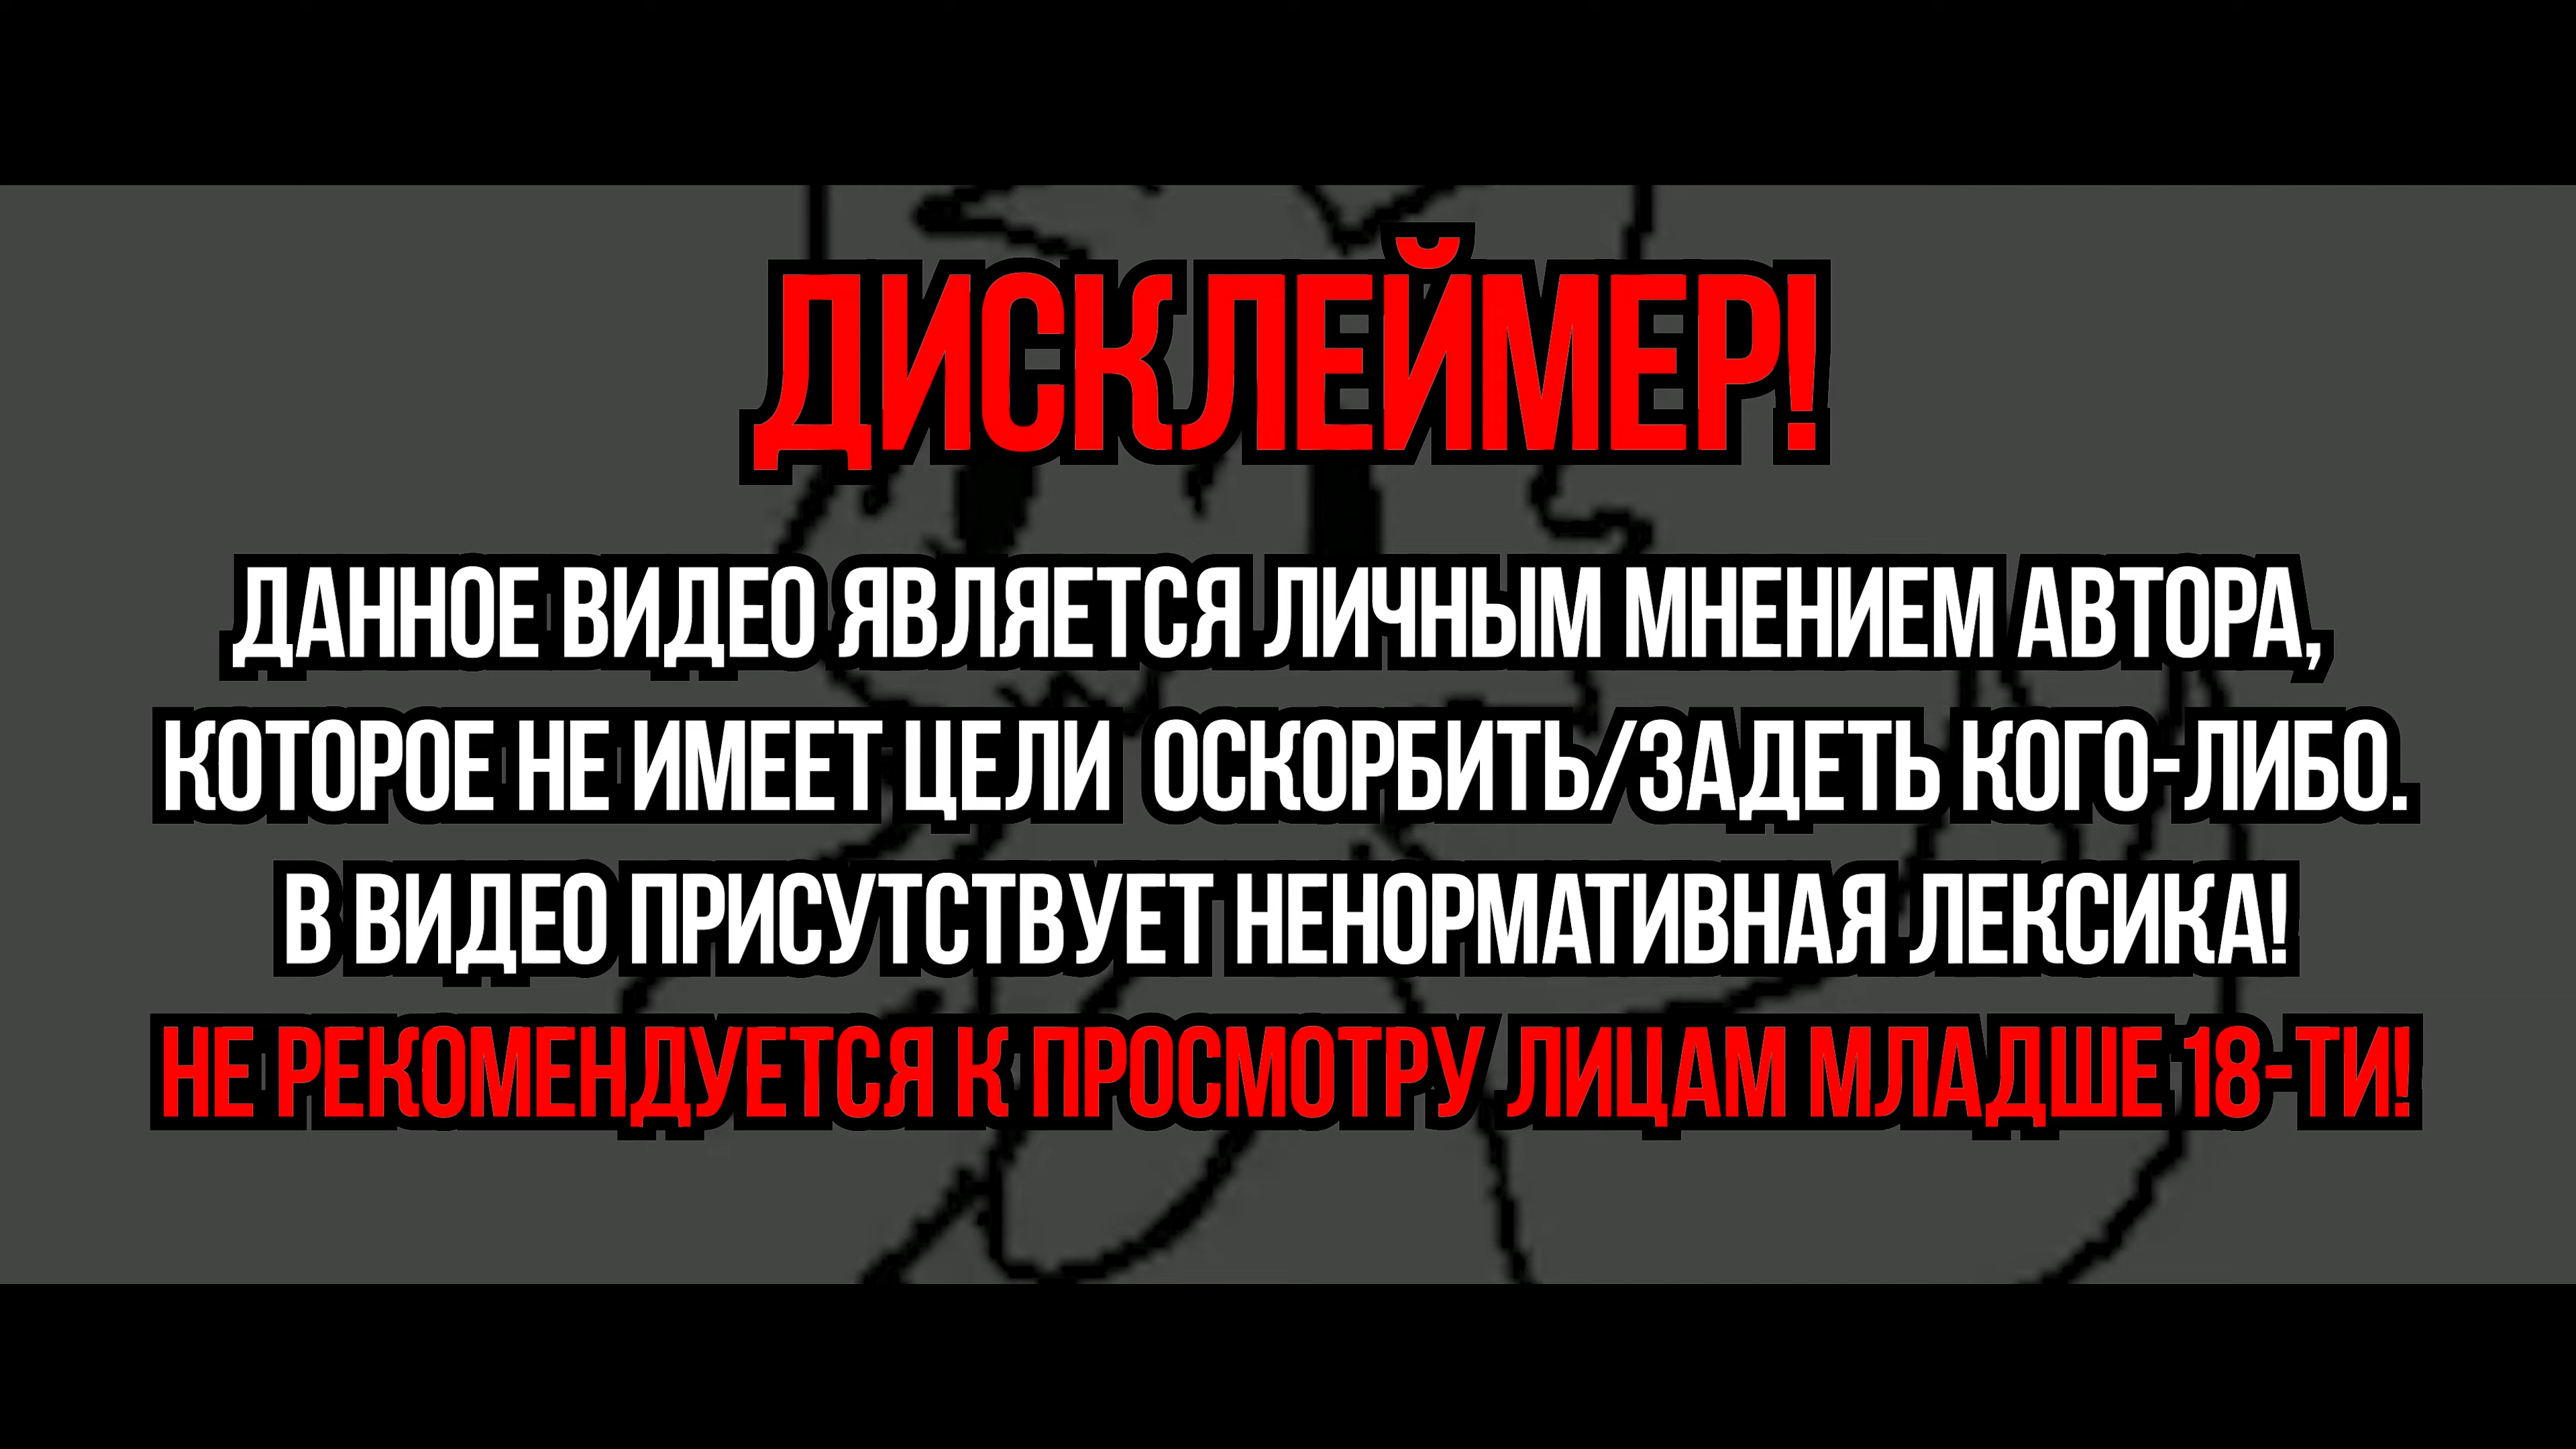 ДИСКЛЕЙМЕР!
ДАННОЕ ВИДЕО ЯВЛЯЕТСЯ ЛИЧНЫМ МНЕНИЕМ АВТОРА,
КОТОРОЕ НЕ ИМЕЕТ ЦЕЛИ ОСКОРБИТЬ/ЗАДЕТЬ КОГО-ЛИБО.
В ВИДЕО ПРИСУТСТВУЕТ НЕНОРМАТИВНАЯ ЛЕКСИКА!
НЕ РЕКОМЕНДУЕТСЯ К ПРОСМОТРУ ЛИЦАМ МЛАДШЕ 18-ТИ!